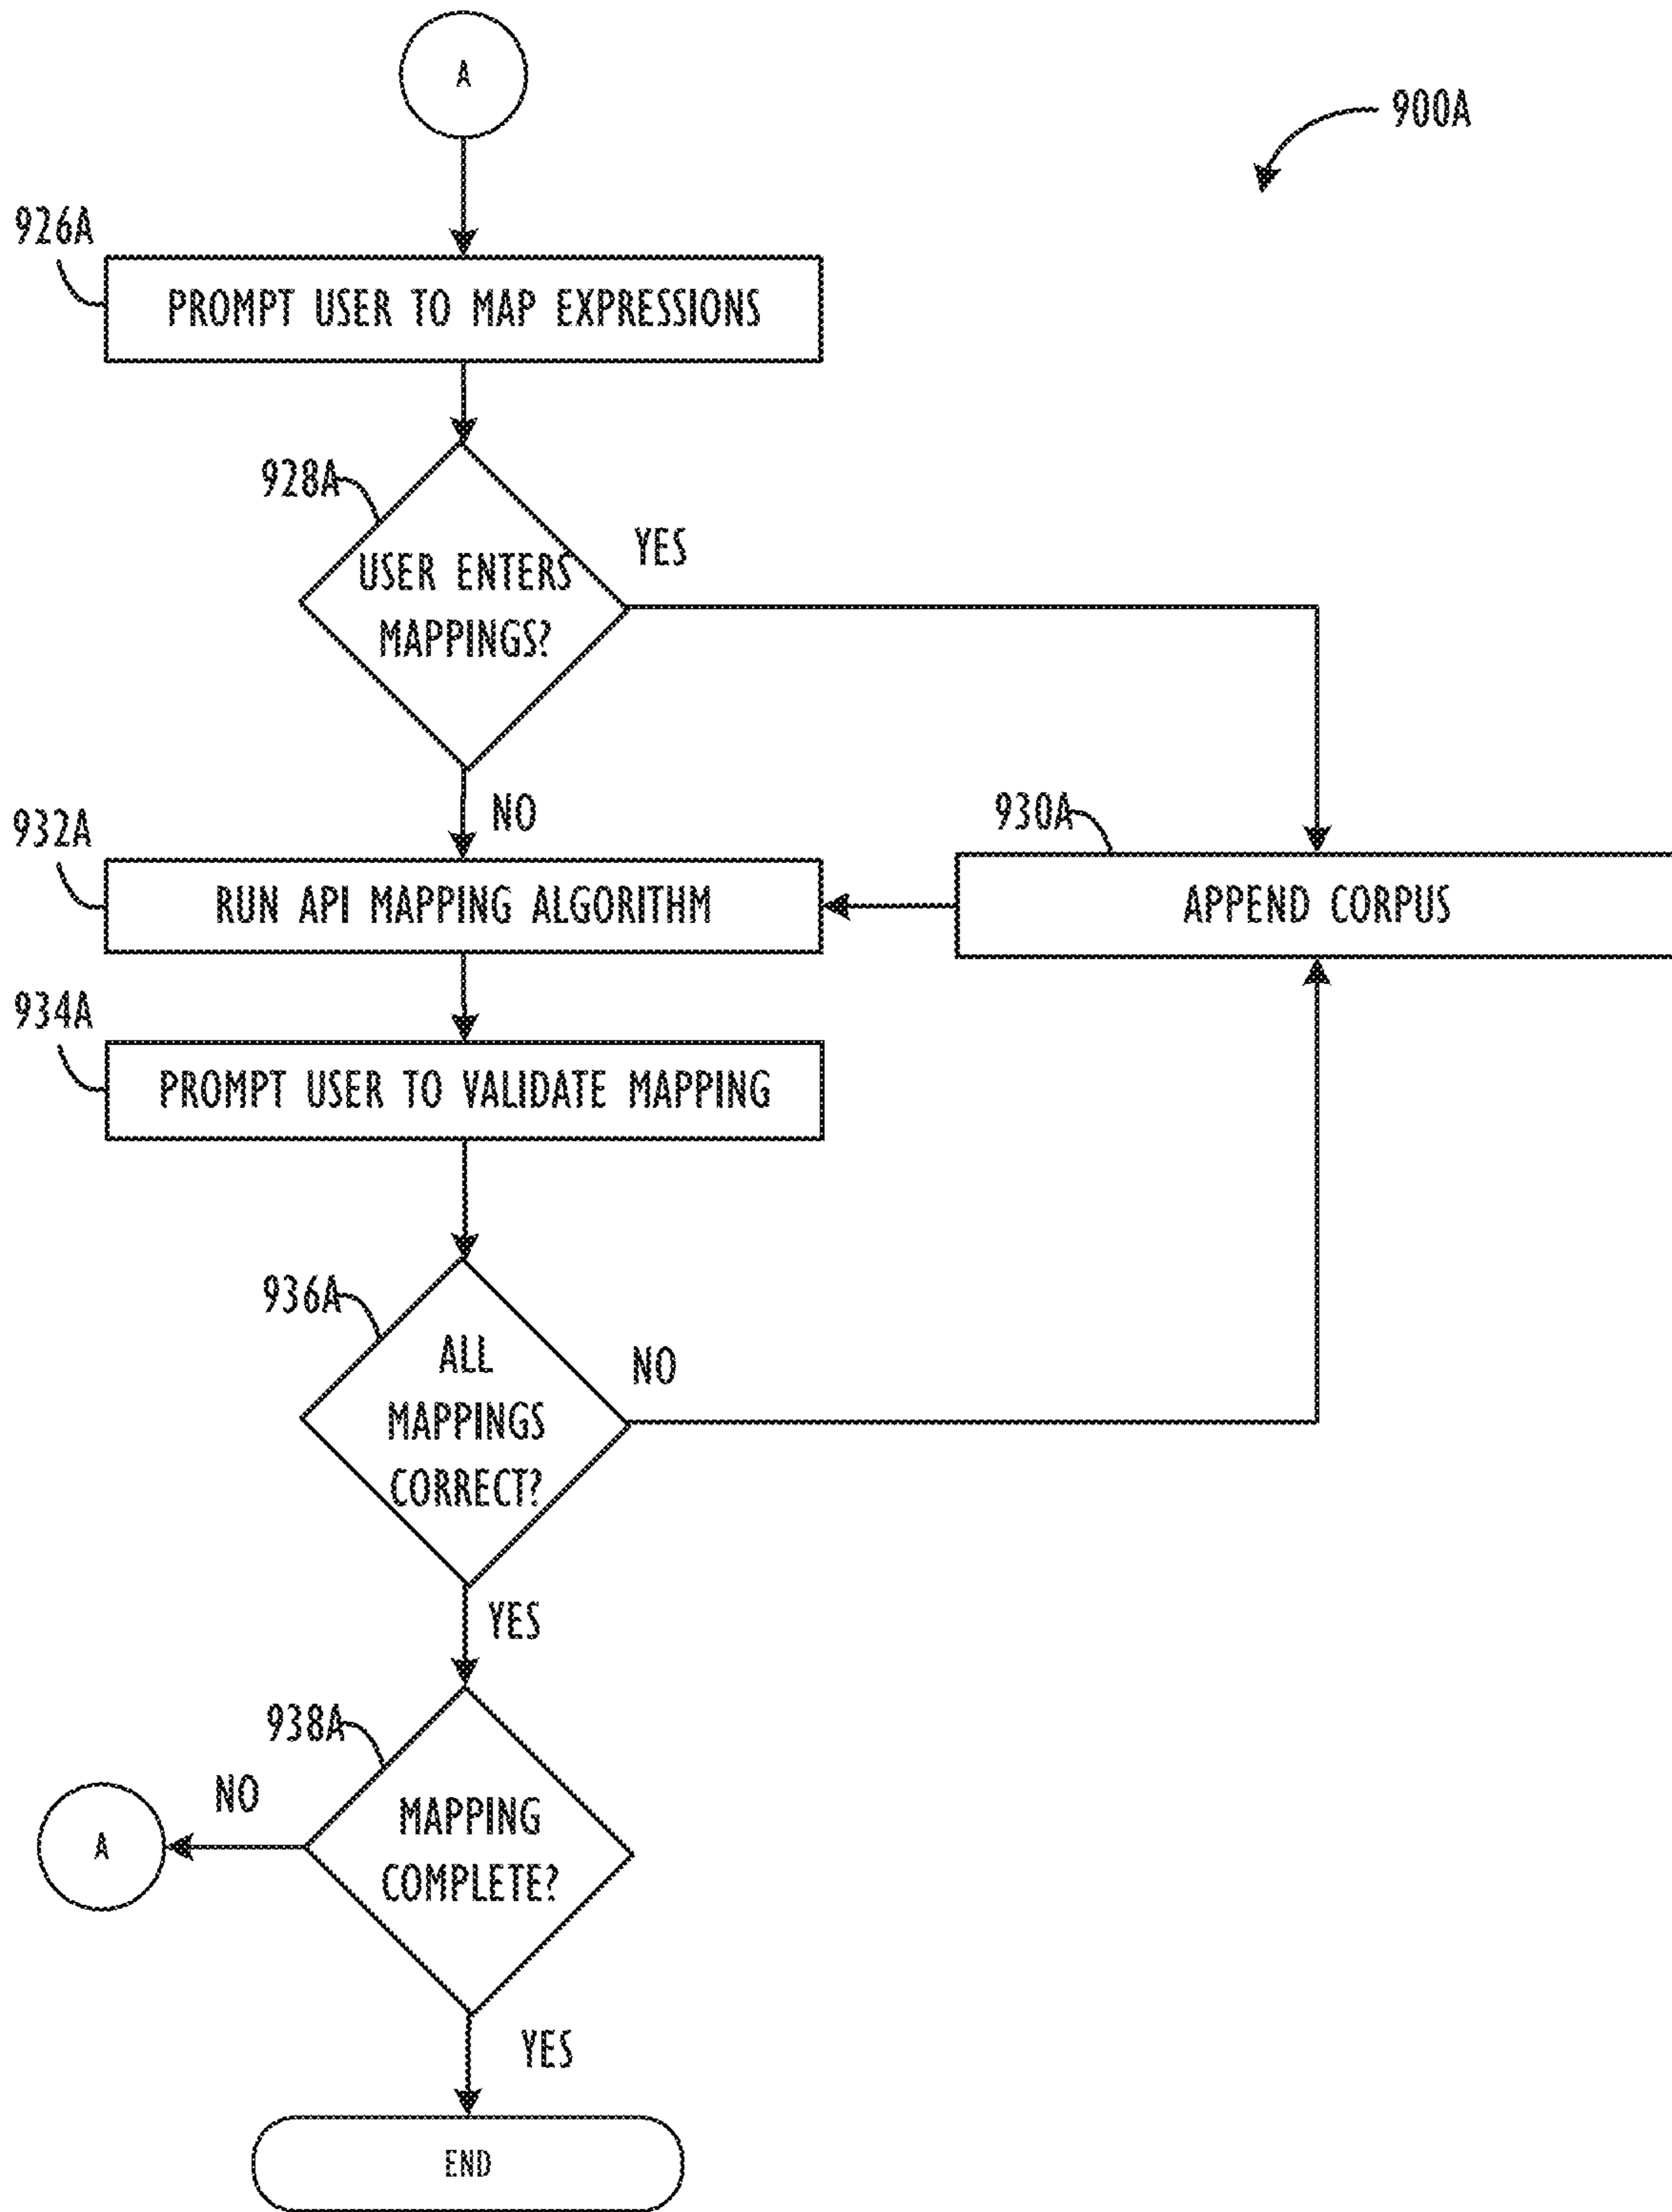 A
900A
926A
PROMPT USER TO MAP EXPRESSIONS
928A
USER ENTERS
MAPPINGS?
YES
NO
932A
RUN API MAPPING ALGORITHM
930A
APPEND CORPUS
934A
PROMPT USER TO VALIDATE MAPPING
936A
ALL
MAPPINGS
CORRECT?
NO
YES
938A
NO
A
MAPPING
COMPLETE?
YES
END